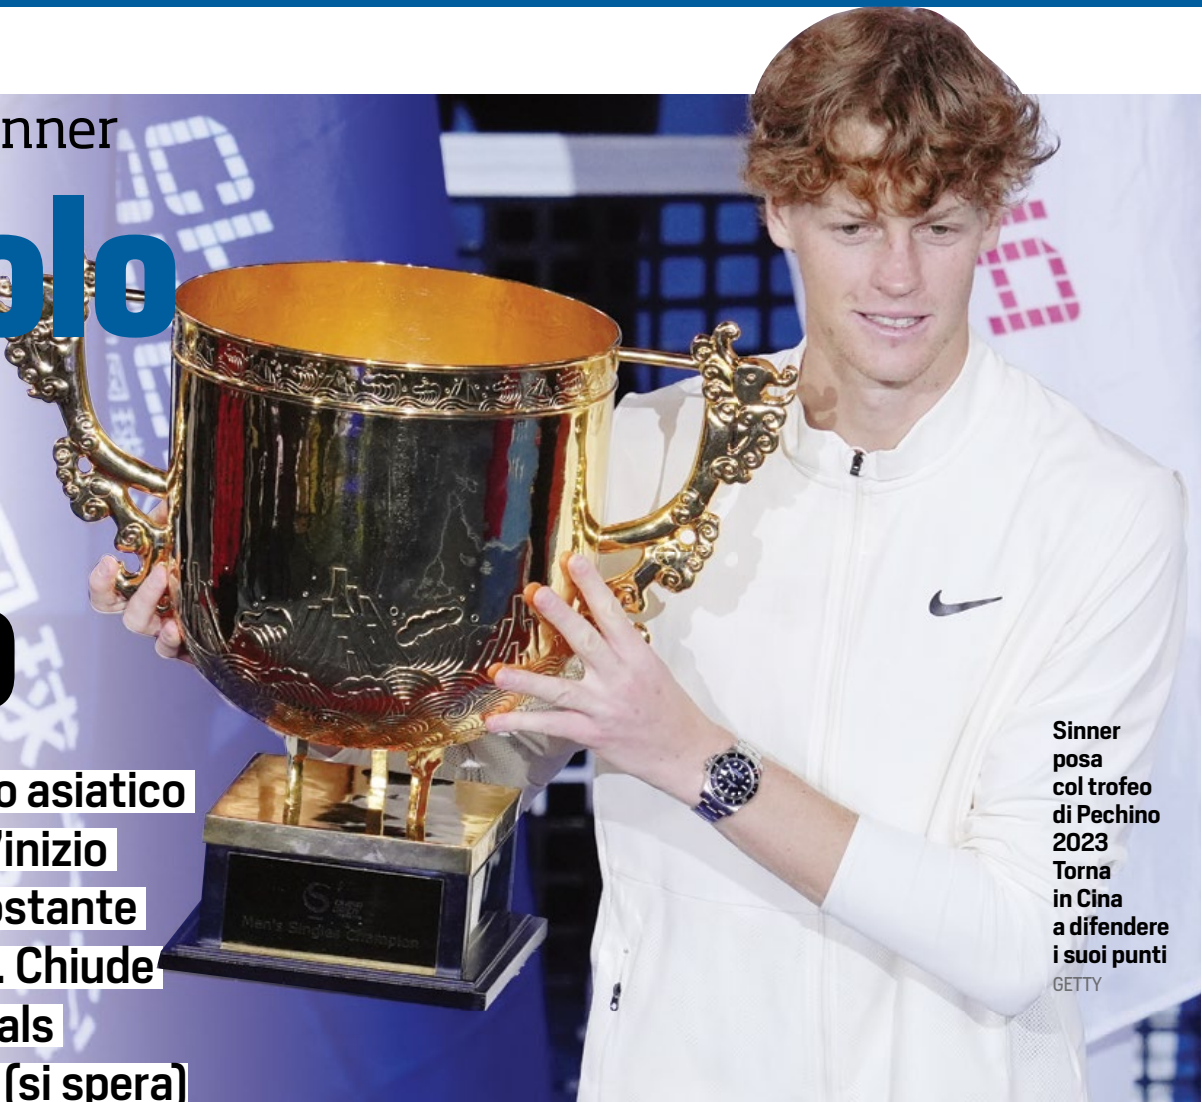 nner
olo
o asiatico
'inizio
ostante
. Chiude
als
(si spera)
Men's Singles Champion
Sinner
posa
col trofeo
di Pechino
2023
Torna
in Cina
a difendere
i suoi punti
GETTY